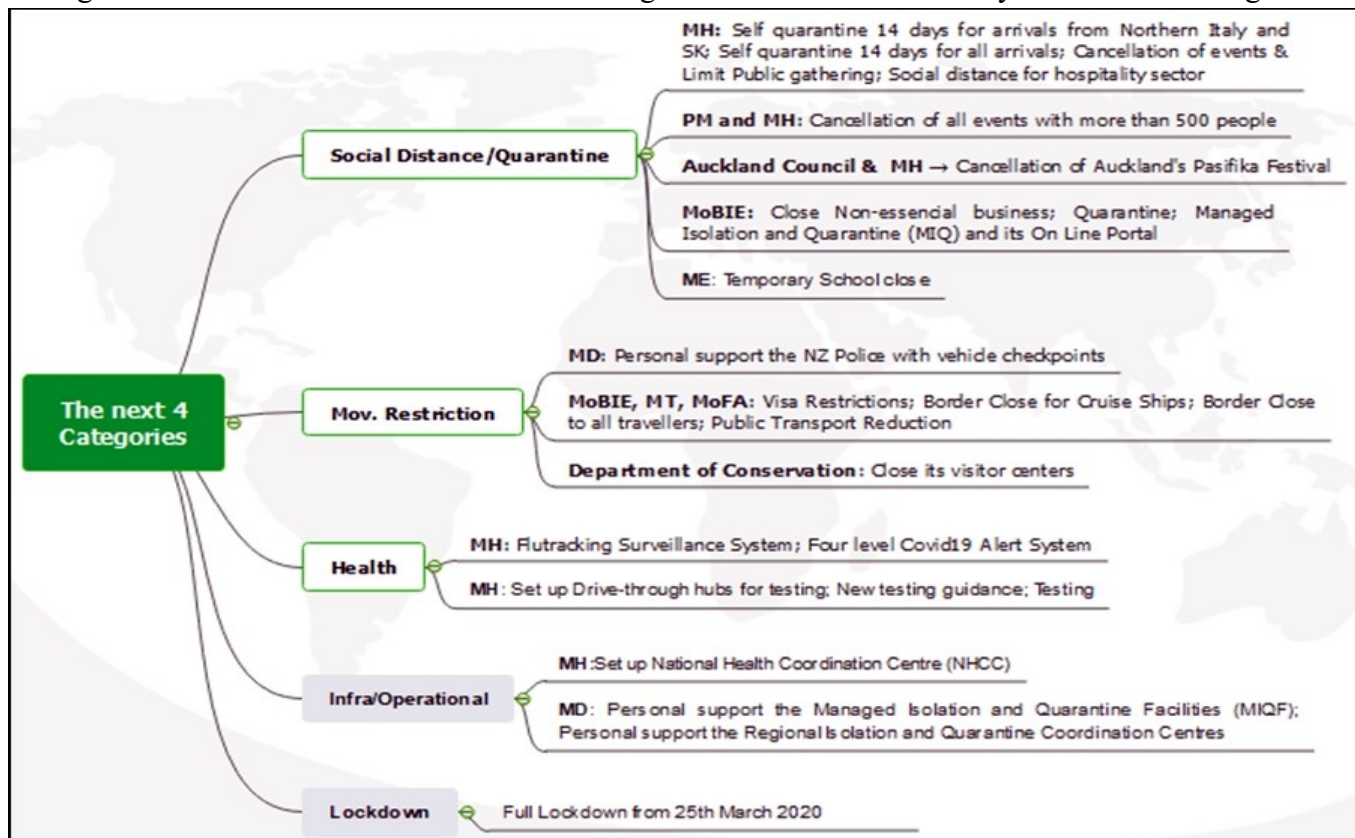 MH: Self quarantine 14 days for arrivals from Northern Italy and
SK; Self quarantine 14 days for all arrivals; Cancellation of events &
Limit Public gathering; Social distance for hospitality sector
PM and MH: Cancellation of all events with more than 500 people
Social Distance/Quarantine
Auckland Council & MH → Cancellation of Auckland's Pasifika Festival
MoBIE: Close Non-essencial business; Quarantine; Managed
Isolation and Quarantine (MIQ) and its On Line Portal
ME: Temporary School close
The next 4
Categories
MD: Personal support the NZ Police with vehicle checkpoints
Mov. Restriction
MoBIE, MT, MoFA: Visa Restrictions; Border Close for Cruise Ships; Border Close
to all travellers; Public Transport Reduction
Department of Conservation: Close its visitor centers
Health
MH: Flutracking Surveillance System; Four level Covid19 Alert System
MH: Set up Drive-through hubs for testing; New testing guidance; Testing
Infra/Operational
MH:Set up National Health Coordination Centre (NHCC)
MD: Personal support the Managed Isolation and Quarantine Facilities (MIQF);
Personal support the Regional Isolation and Quarantine Coordination Centres
Lockdown
Full Lockdown from 25th March 2020